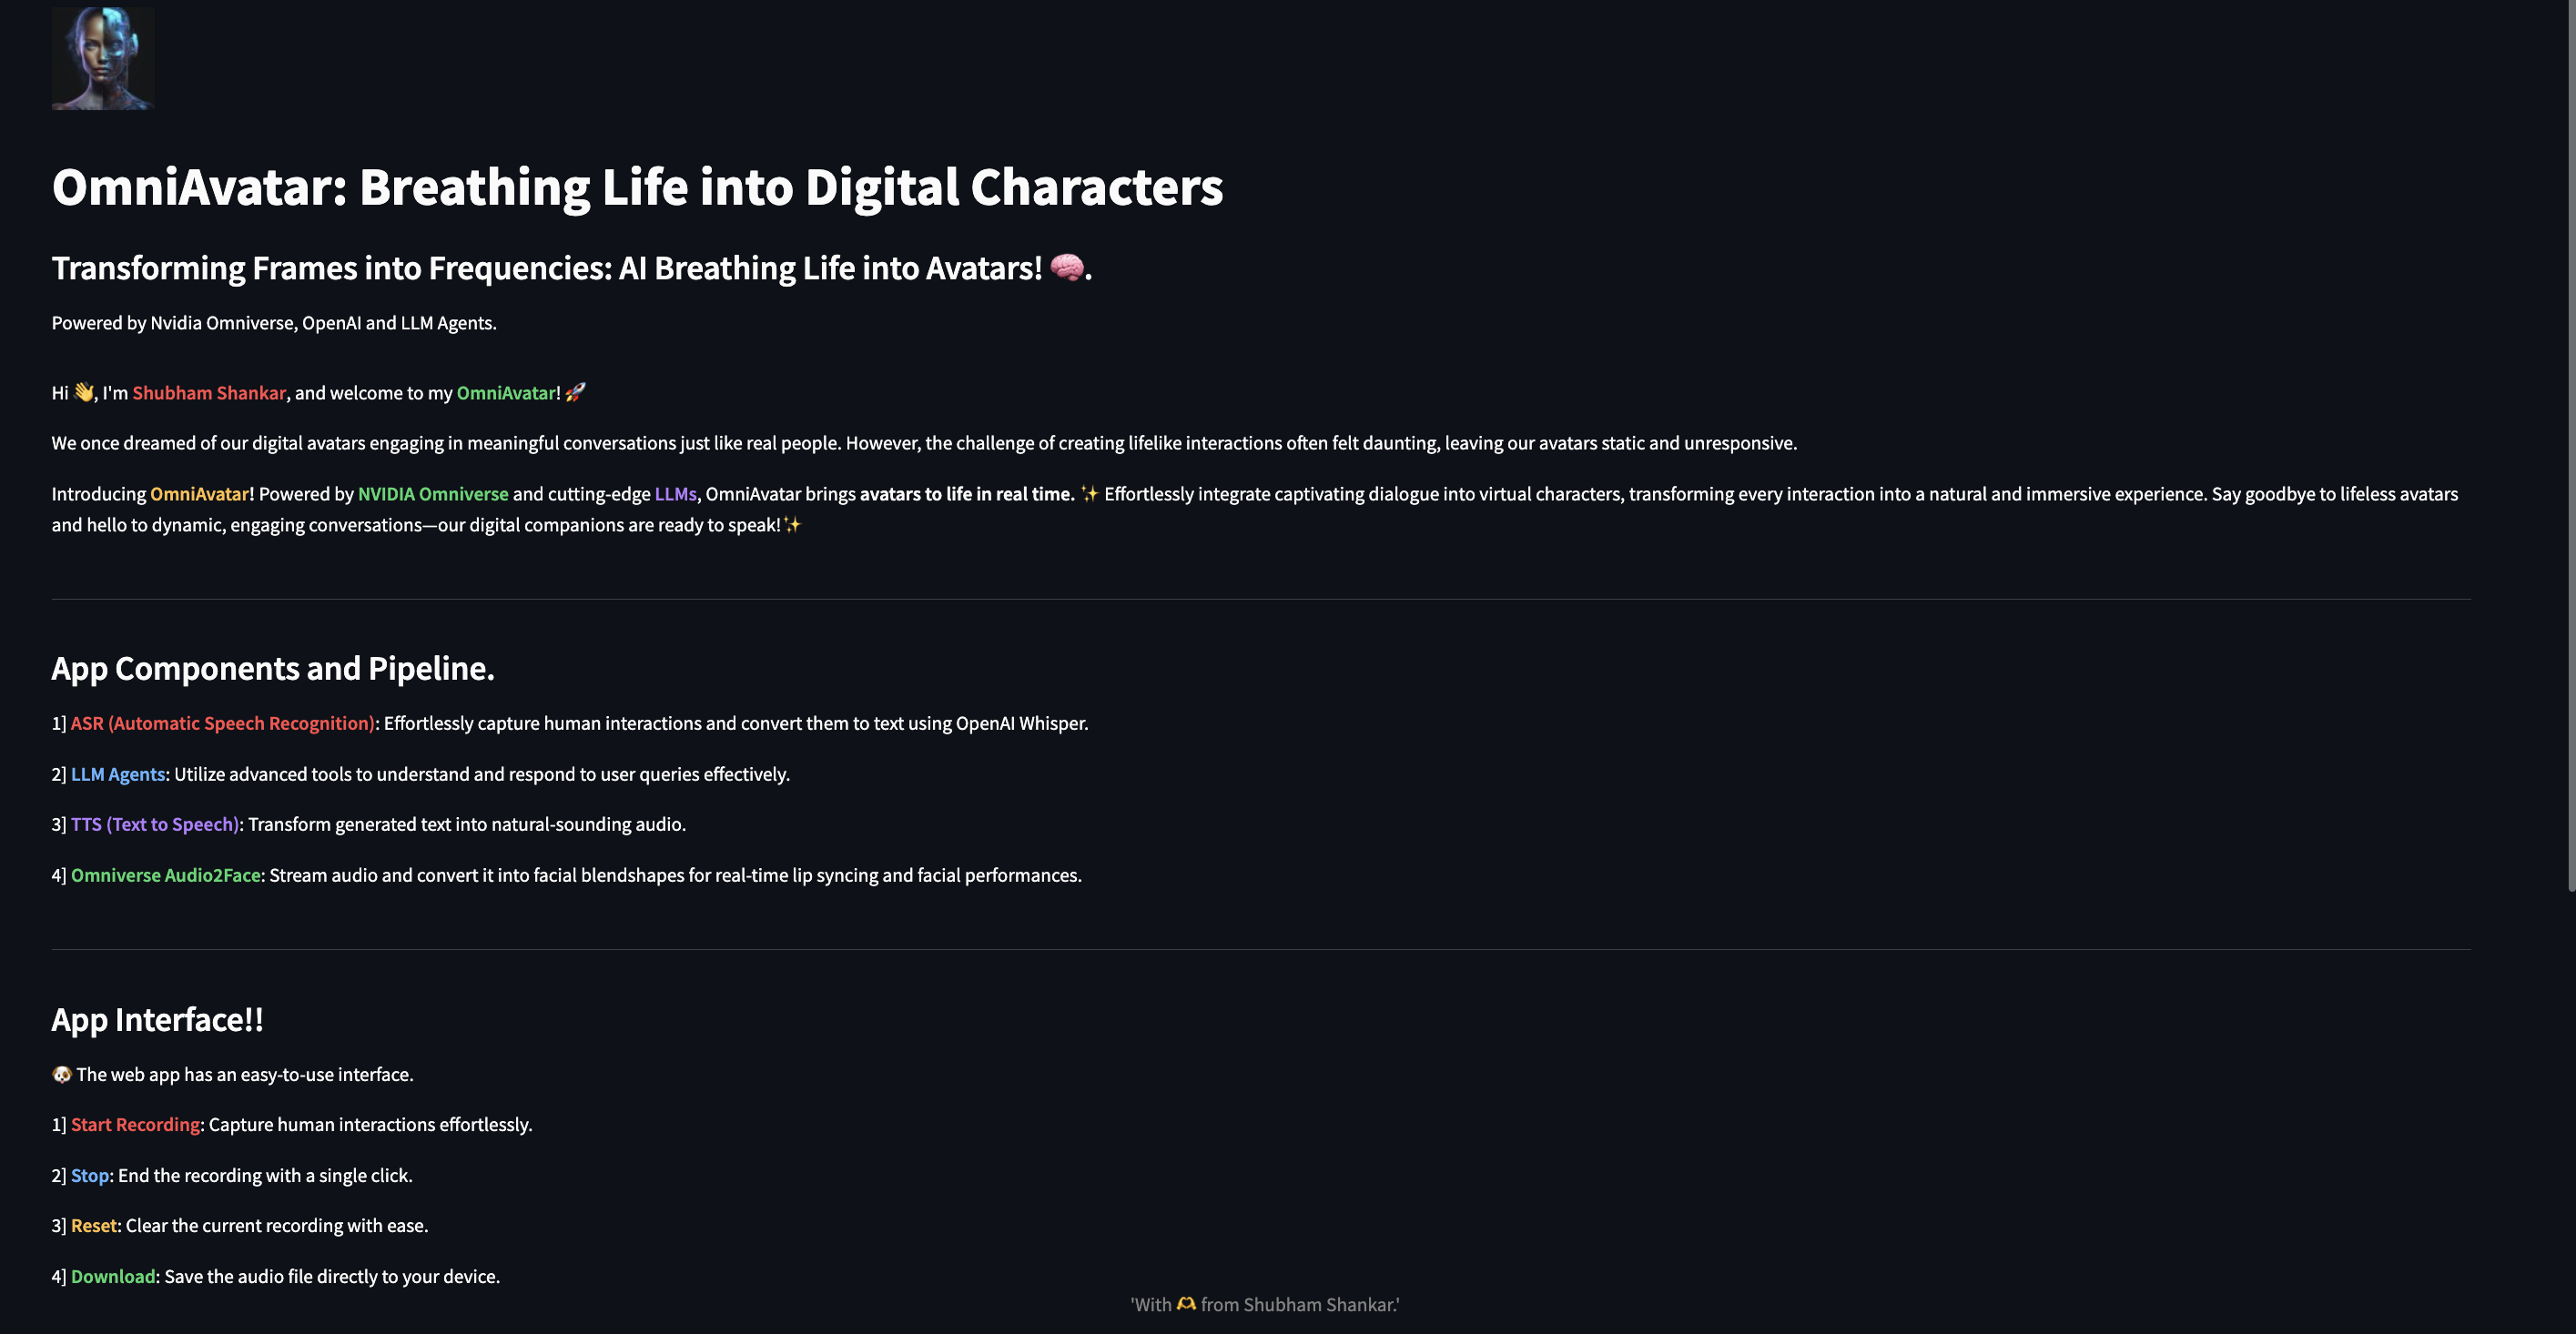 OmniAvatar: Breathing Life into Digital Characters
Transforming Frames into Frequencies: AI Breathing Life into Avatars! 🧠.
Powered by Nvidia Omniverse, OpenAI and LLM Agents.
Hi 👋, I'm Shubham Shankar, and welcome to my OmniAvatar! 🚀
We once dreamed of our digital avatars engaging in meaningful conversations just like real people. However, the challenge of creating lifelike interactions often felt daunting, leaving our avatars static and unresponsive.
Introducing OmniAvatar! Powered by NVIDIA Omniverse and cutting-edge LLMs, OmniAvatar brings avatars to life in real time. ✨ Effortlessly integrate captivating dialogue into virtual characters, transforming every interaction into a natural and immersive experience. Say goodbye to lifeless avatars
and hello to dynamic, engaging conversations—our digital companions are ready to speak!✨
App Components and Pipeline.
1] ASR (Automatic Speech Recognition): Effortlessly capture human interactions and convert them to text using OpenAI Whisper.
2] LLM Agents: Utilize advanced tools to understand and respond to user queries effectively.
3] TTS (Text to Speech): Transform generated text into natural-sounding audio.
4] Omniverse Audio2Face: Stream audio and convert it into facial blendshapes for real-time lip syncing and facial performances.
App Interface!!
🐶 The web app has an easy-to-use interface.
1] Start Recording: Capture human interactions effortlessly.
2] Stop: End the recording with a single click.
3] Reset: Clear the current recording with ease.
4] Download: Save the audio file directly to your device.
'With 🫶 from Shubham Shankar.'